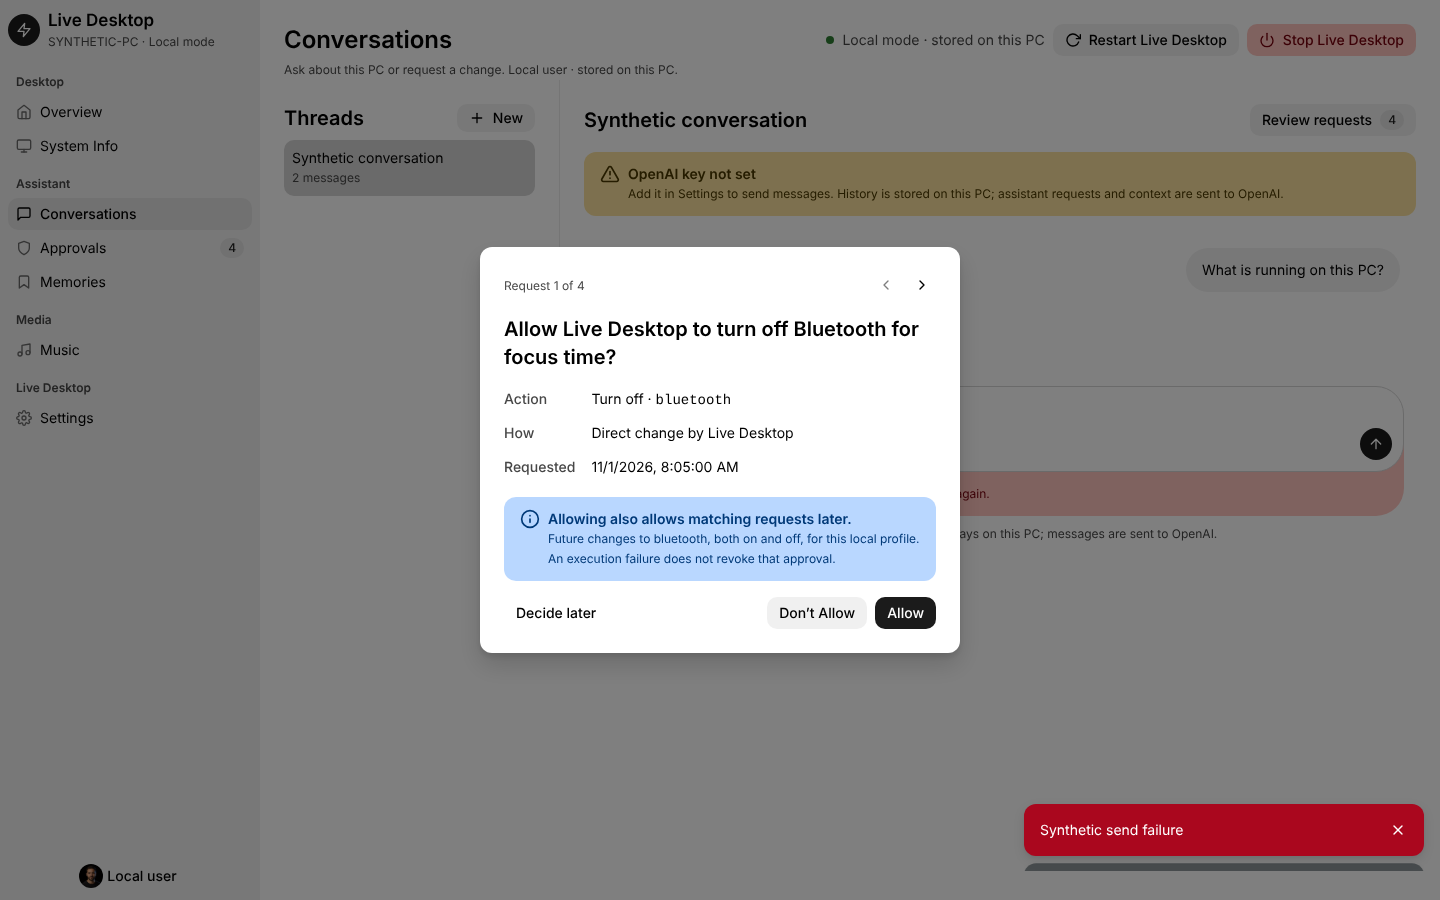 Live Desktop
SYNTHETIC-PC · Local mode
Desktop
Overview
System Info
Assistant
Conversations
Approvals
4
Memories
Media
Music
Live Desktop
Settings
Local user
Conversations
Ask about this PC or request a change. Local user · stored on this PC.
Local mode · stored on this PC
Restart Live Desktop
Stop Live Desktop
Threads
New
Synthetic conversation
2 messages
Synthetic conversation
Review requests 4
OpenAI key not set
Add it in Settings to send messages. History is stored on this PC; assistant requests and context are sent to OpenAI.
What is running on this PC?
Request 1 of 4
Allow Live Desktop to turn off Bluetooth for
focus time?
Action Turn off · bluetooth
How Direct change by Live Desktop
Requested 11/1/2026, 8:05:00 AM
Allowing also allows matching requests later.
Future changes to bluetooth, both on and off, for this local profile.
An execution failure does not revoke that approval.
Decide later
Don’t Allow
Allow
on this PC; messages are sent to OpenAI.
Synthetic send failure